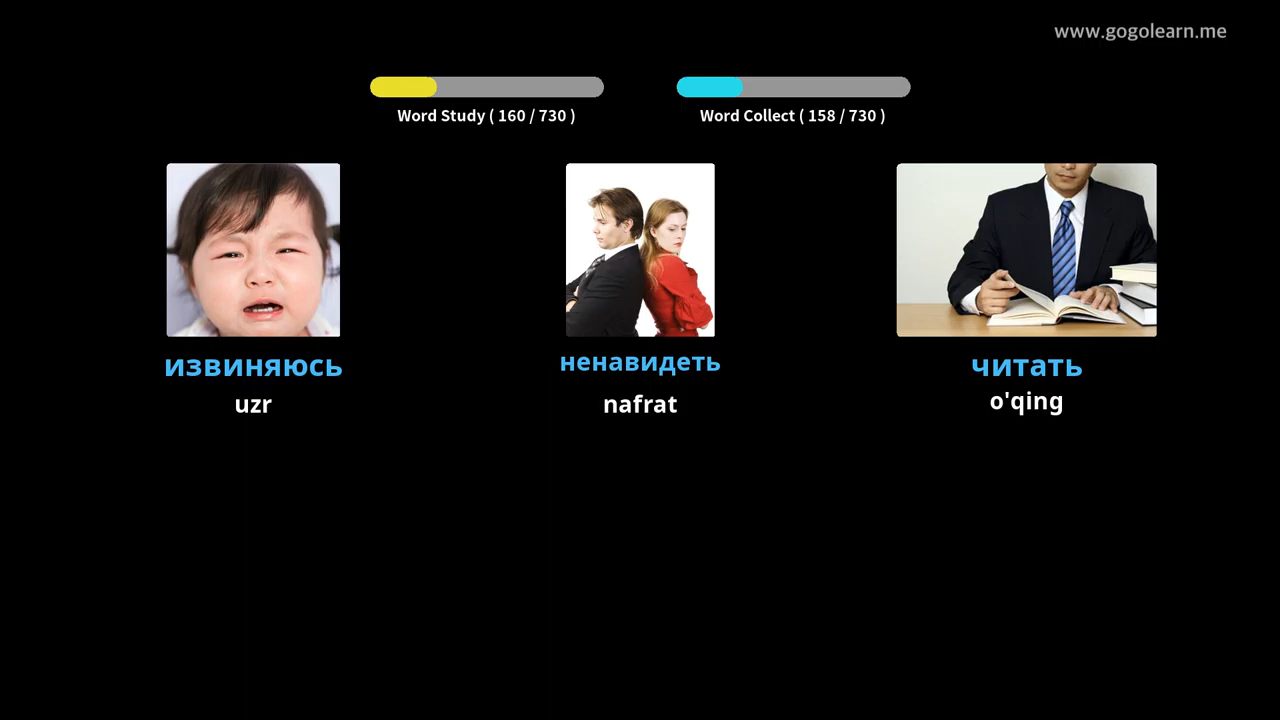 www.gogolearn.me
Word Study ( 160 / 730 )
Word Collect ( 158 / 730 )
извиняюсь
ненавидеть
читать
uzr
nafrat
o'qing